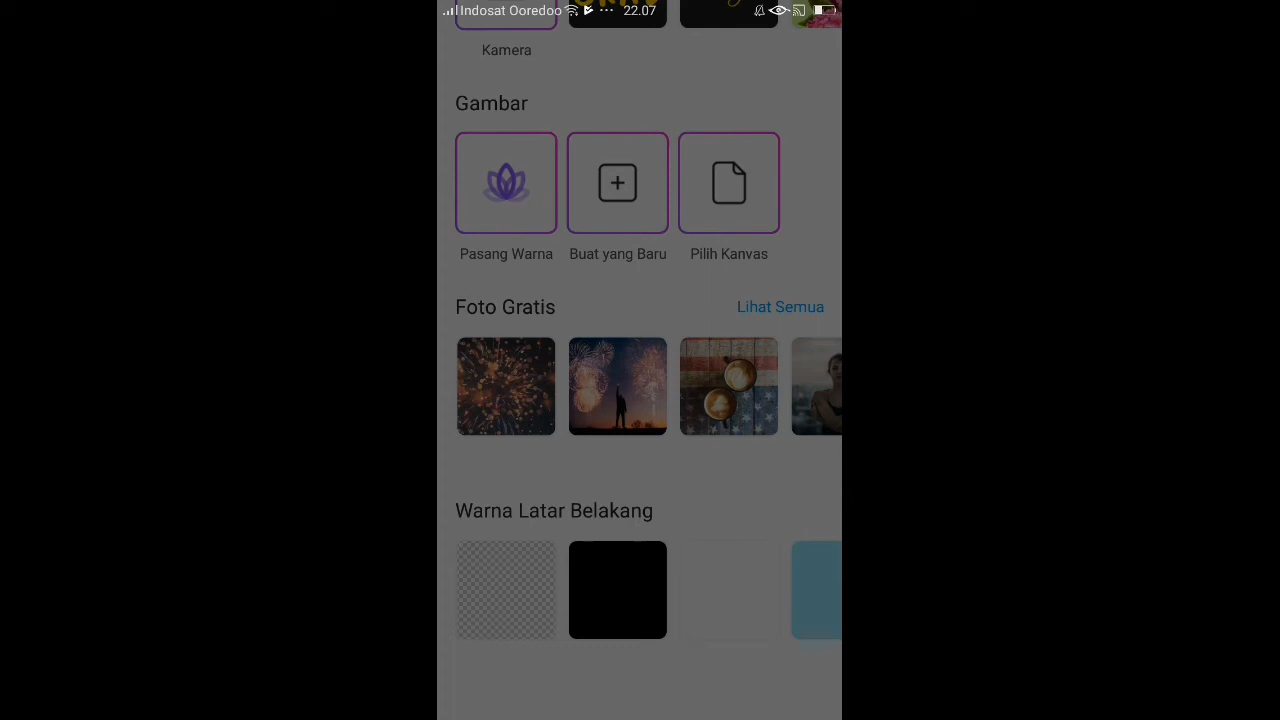 Indosat Ooredoo ... 22.07
Kamera
Gambar
Pasang Warna Buat yang Baru Pilih Kanvas
Foto Gratis Lihat Semua
Warna Latar Belakang